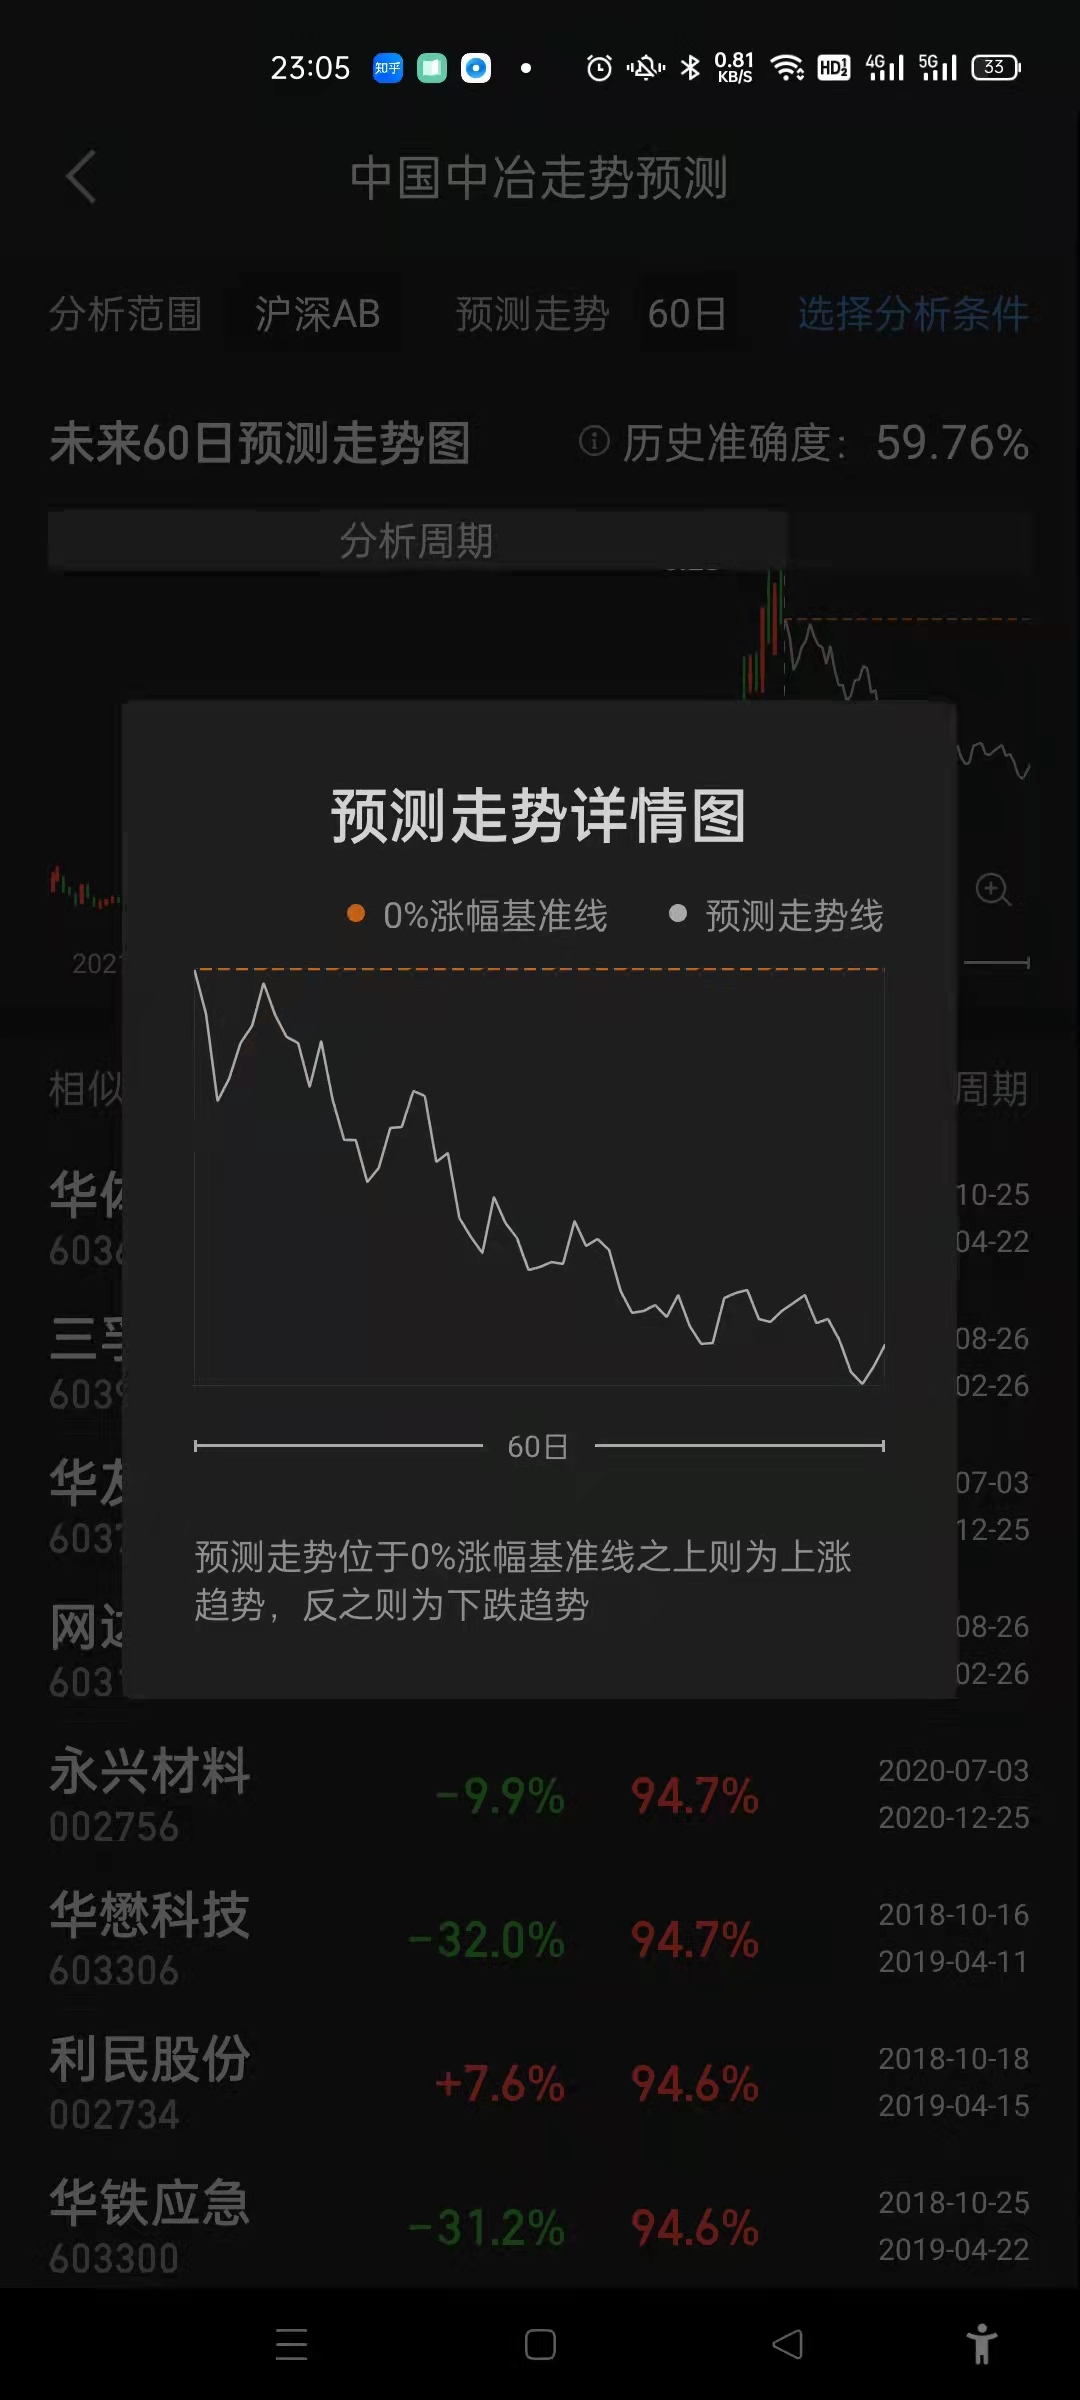 23:05 知乎 0.81 KB/S HD 4G 5G 33
中国中冶走势预测
分析范围 沪深AB 预测走势 60日 选择分析条件
未来60日预测走势图 历史准确度：59.76%
分析周期
预测走势详情图
0%涨幅基准线 预测走势线
202
相似 周期
60日
预测走势位于0%涨幅基准线之上则为上涨
趋势，反之则为下跌趋势
华 10-25
603 04-22
三 08-26
603 02-26
华 07-03
603 12-25
网 08-26
603 02-26
永兴材料 -9.9% 94.7% 2020-07-03
002756 2020-12-25
华懋科技 -32.0% 94.7% 2018-10-16
603306 2019-04-11
利民股份 +7.6% 94.6% 2018-10-18
002734 2019-04-15
华铁应急 -31.2% 94.6% 2018-10-25
603300 2019-04-22